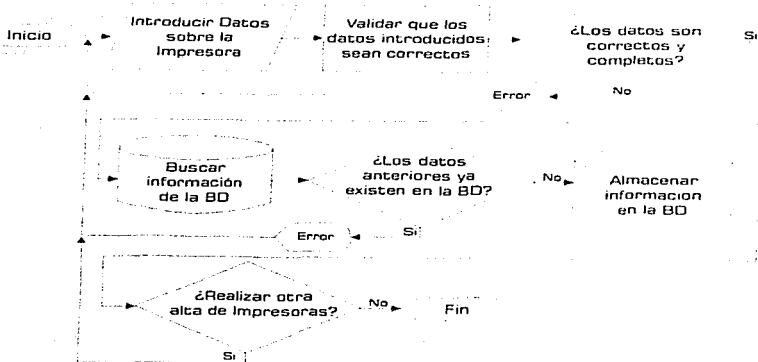 Inicio
Introducir Datos
sobre la
Impresora
Validar que los
datos introducidos
sean correctos
¿Los datos son
correctos y
completos?
Si
Error
No
Buscar
información
de la BD
¿Los datos
anteriores ya
existen en la BD?
No
Almacenar
información
en la BD
Error
Si
¿Realizar otra
alta de Impresoras?
No
Fin
Si